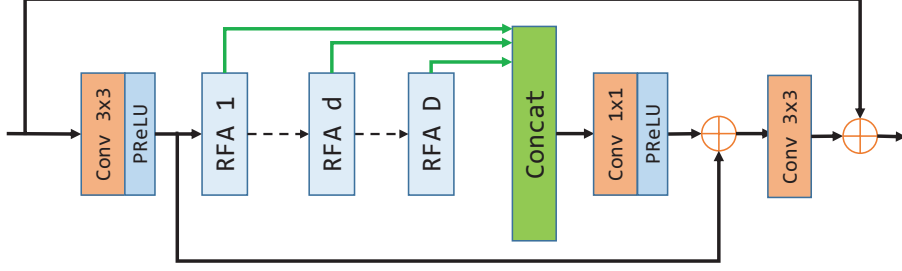 Conv 3x3
PReLU
RFA 1
RFA d
RFA D
Concat
Conv 1x1
PReLU
Conv 3x3